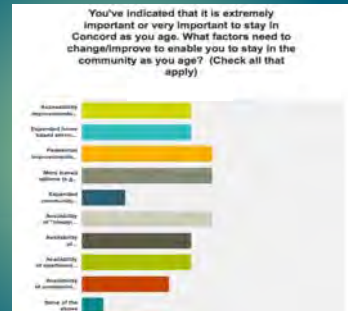 You've indicated that it is extremely
important or very important to stay in
Concord as you age. What factors need to
change/improve to enable you to stay in the
community as you age? (Check all that
apply)
Accessibility
improvements...
Expanded home
based
Pedestrian
improvements...
More transit
options (e.g.,
Expanded
community...
Availability
of
Availability
of...
Availability
of apartment...
Availability
of
None of the
above